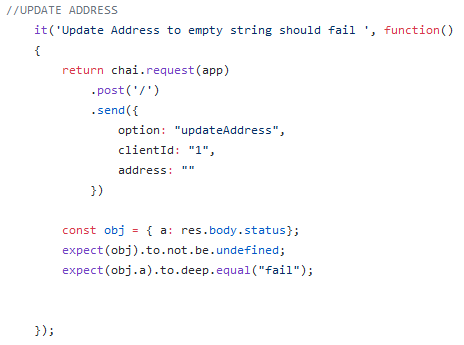 //UPDATE ADDRESS
it('Update Address to empty string should fail ', function()
{
return chai.request(app)
.post('/')
.send({
option: "updateAddress",
clientId: "1",
address: ""
})
const obj = { a: res.body.status};
expect(obj).to.not.be.undefined;
expect(obj.a).to.deep.equal("fail");
});